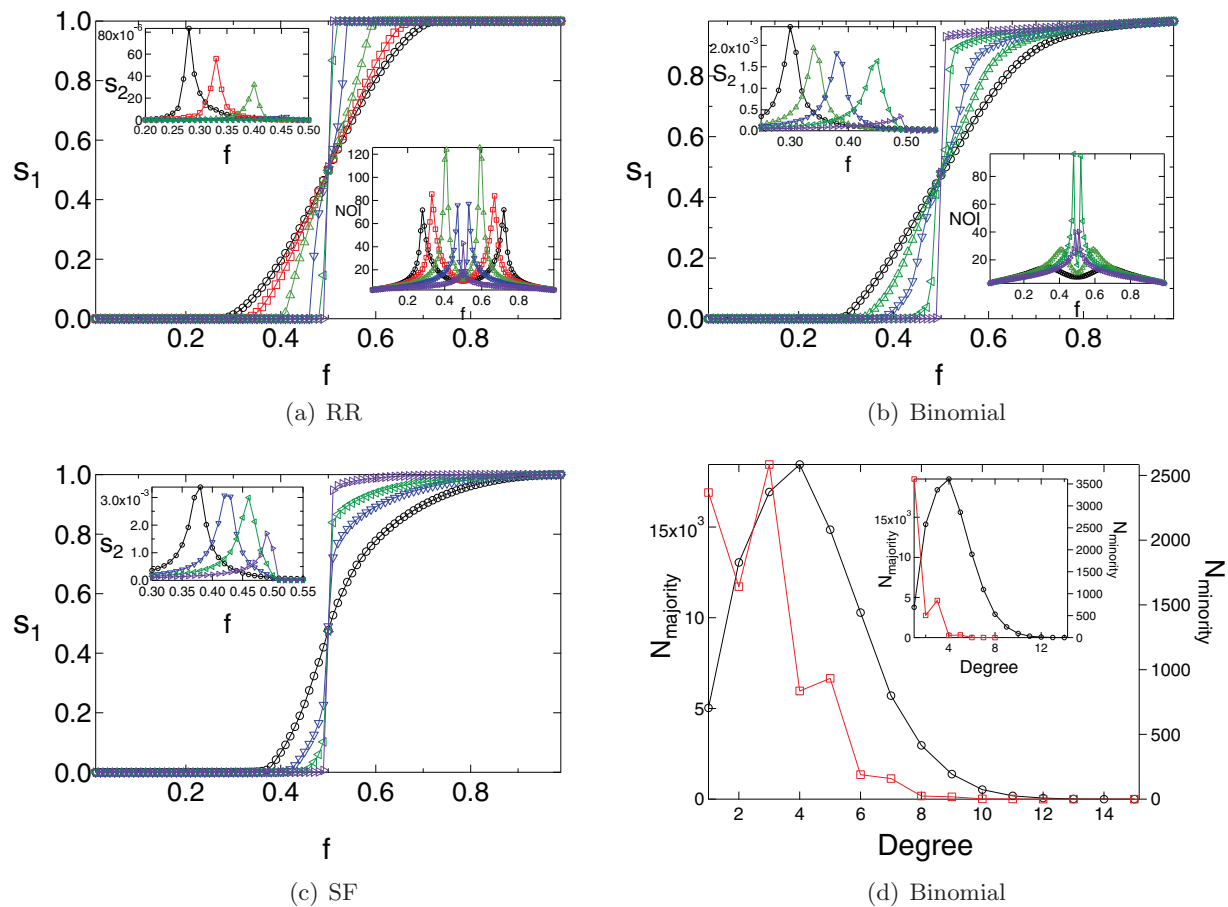 1.0
0.8
0.6
0.4
0.2
0.0
s1
0.2 0.4 0.6 0.8
f
80x10-6
60
40
20
0
S2
0.20 0.25 0.30 0.35 0.40 0.45 0.50
f
120
100
80
60
40
20
NOI
0.2 0.4 0.6 0.8
f
(a) RR
1.0
0.8
0.6
0.4
0.2
0.0
s1
0.2 0.4 0.6 0.8
f
2.0x10-3
1.5
1.0
0.5
0.0
S2
0.30 0.40 0.50
f
80
60
40
20
NOI
0.2 0.4 0.6 0.8
f
(b) Binomial
1.0
0.8
0.6
0.4
0.2
0.0
s1
0.2 0.4 0.6 0.8
f
3.0x10-3
2.0
1.0
0.0
s2
0.30 0.35 0.40 0.45 0.50 0.55
f
(c) SF
15x103
10
5
0
Nmajority
2 4 6 8 10 12 14
Degree
2500
2000
1500
1000
500
0
Nminority
15x103
10
5
0
Nmajority
4 8 12
Degree
3500
3000
2500
2000
1500
1000
500
0
Nminority
(d) Binomial